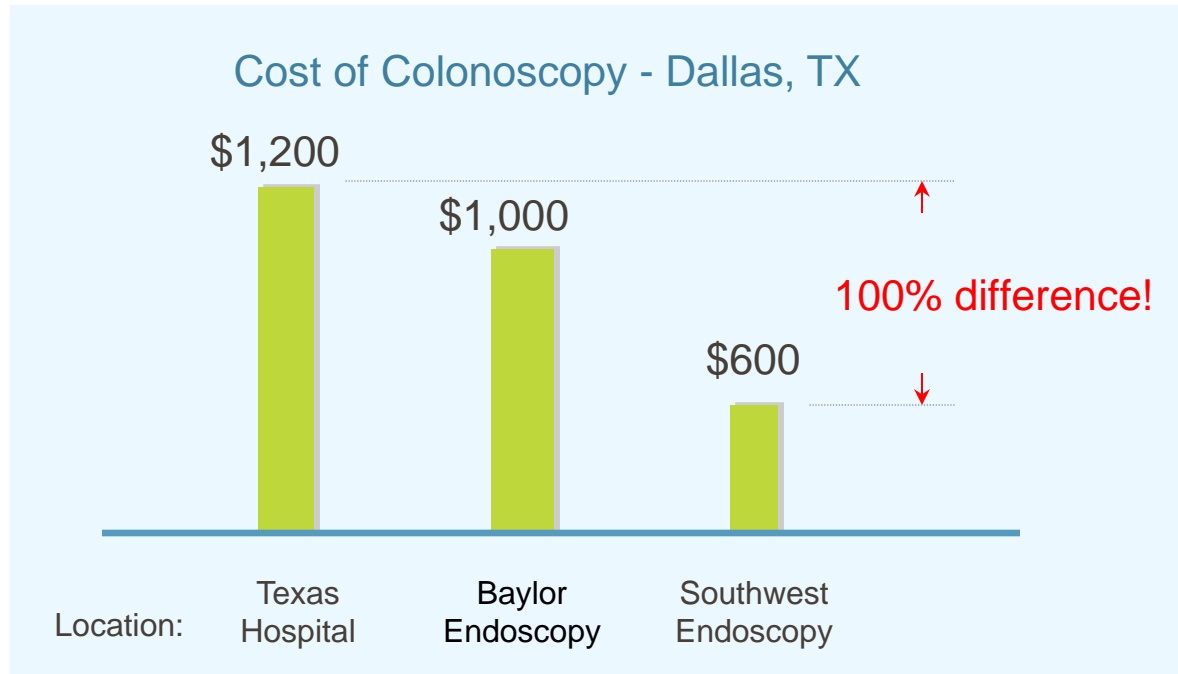 Cost of Colonoscopy - Dallas, TX
$1,200
$1,000
100% difference!
$600
Location:
Texas
Hospital
Baylor
Endoscopy
Southwest
Endoscopy